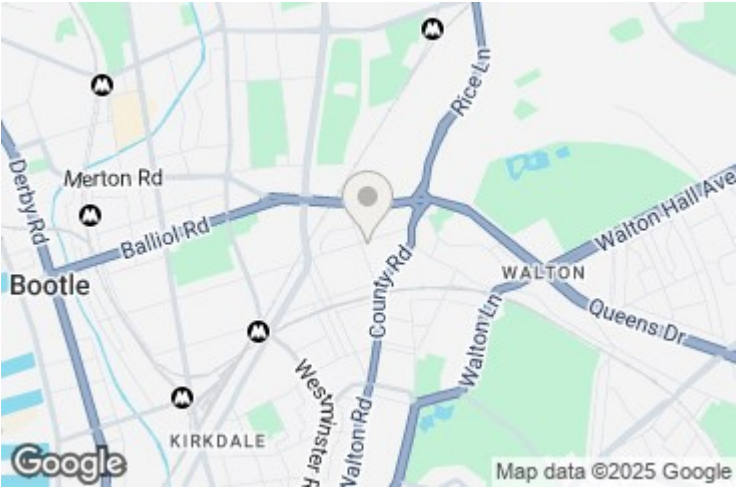 Rice Ln
Merton Rd
Derby Rd
Balliol Rd
Walton Hall Ave
WALTON
Bootle
County Rd
Walton Ln
Queens Dr
Westminster R
Walton Rd
KIRKDALE
Google
Map data ©2025 Google